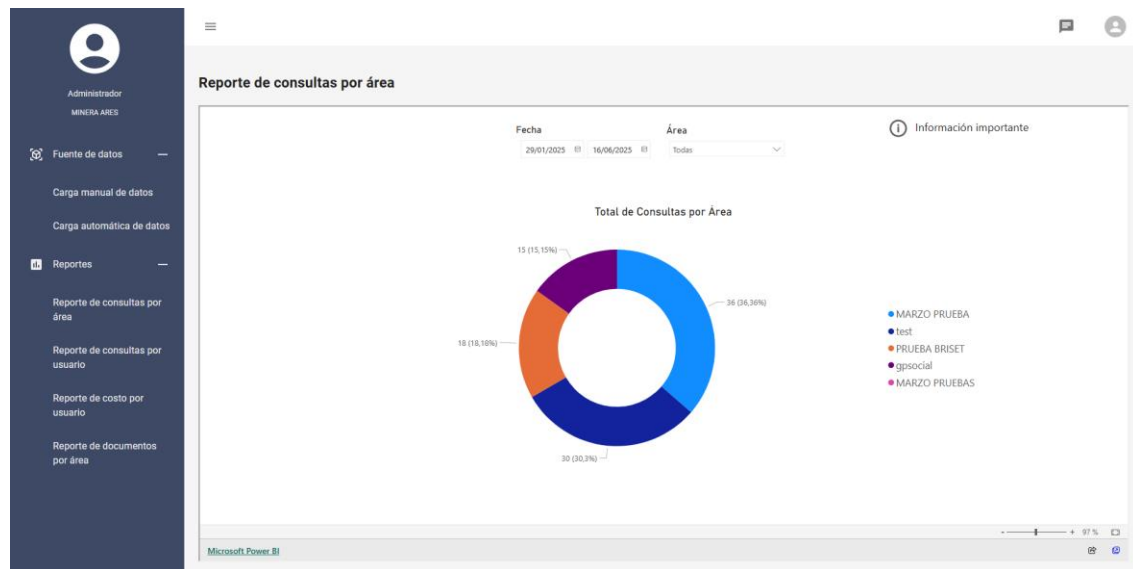 Administrador
MINERA ARES
Fuente de datos
Carga manual de datos
Carga automática de datos
Reportes
Reporte de consultas por
área
Reporte de consultas por
usuario
Reporte de costo por
usuario
Reporte de documentos
por área
Reporte de consultas por área
Fecha
Área
29/01/2025
16/06/2025
Todas
Información importante
Total de Consultas por Área
15 (15,15%)
36 (36,36%)
18 (18,18%)
30 (30,3%)
MARZO PRUEBA
test
PRUEBA BRISET
gpsocial
MARZO PRUEBAS
- + 97 %
Microsoft Power BI